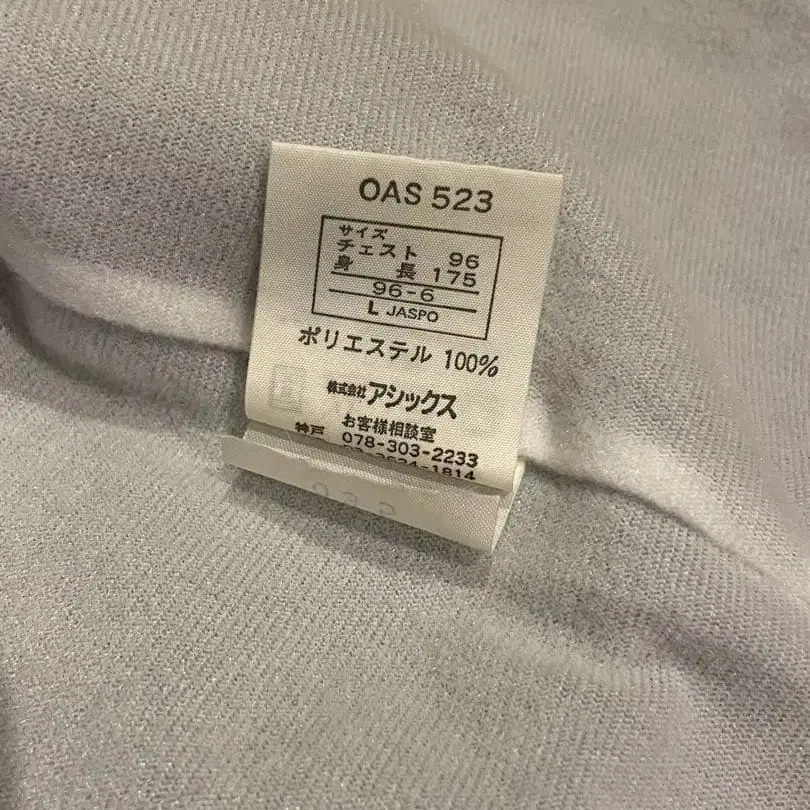 OAS 523
サイズ
チェスト 96
身長 175
96-6
L JASPO
ポリエステル 100%
株式会社アシックス
お客様相談室
神戸 078-303-2233